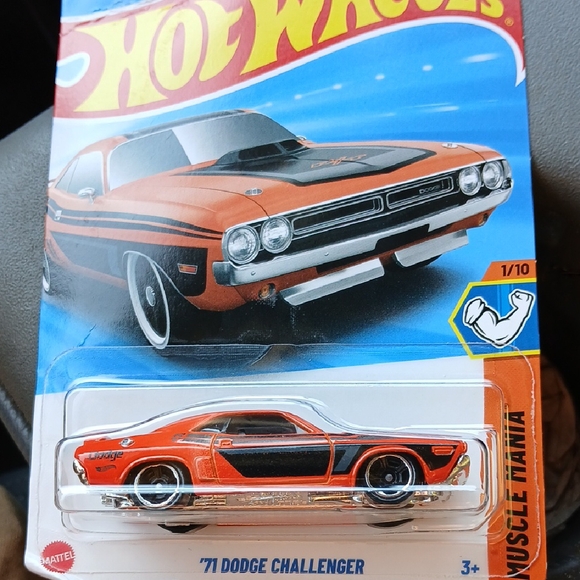 HOT WHEELS®
DODGE
1/10
MUSCLE MANIA
Dodge
MATTEL
'71 DODGE CHALLENGER
3+